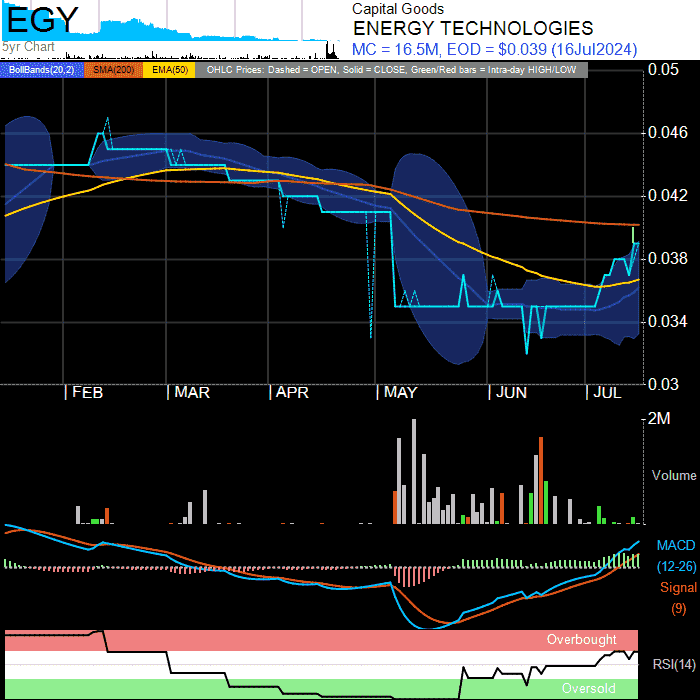 EGY
5yr Chart
Capital Goods
ENERGY TECHNOLOGIES
MC = 16.5M, EOD = $0.039 (16Jul2024)
BollBands(20,2) SMA(200) EMA(50) OHLC Prices: Dashed = OPEN, Solid = CLOSE, Green/Red bars = Intra-day HIGH/LOW
0.05
0.046
0.042
0.038
0.034
0.03
FEB MAR APR MAY JUN JUL
2M
Volume
MACD
(12-26)
Signal
(9)
Overbought
RSI(14)
Oversold